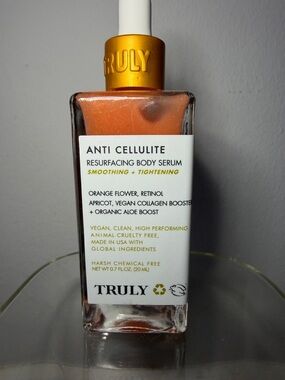 TRULY
ANTI CELLULITE
RESURFACING BODY SERUM
SMOOTHING + TIGHTENING
ORANGE FLOWER, RETINOL
APRICOT, VEGAN COLLAGEN BOOSTE
+ ORGANIC ALOE BOOST
VEGAN, CLEAN, HIGH PERFORMING
ANIMAL CRUELTY FREE,
MADE IN USA WITH
GLOBAL INGREDIENTS
HARSH CHEMICAL FREE
NET WT 0.7 FL.OZ. (20 ML)
TRULY